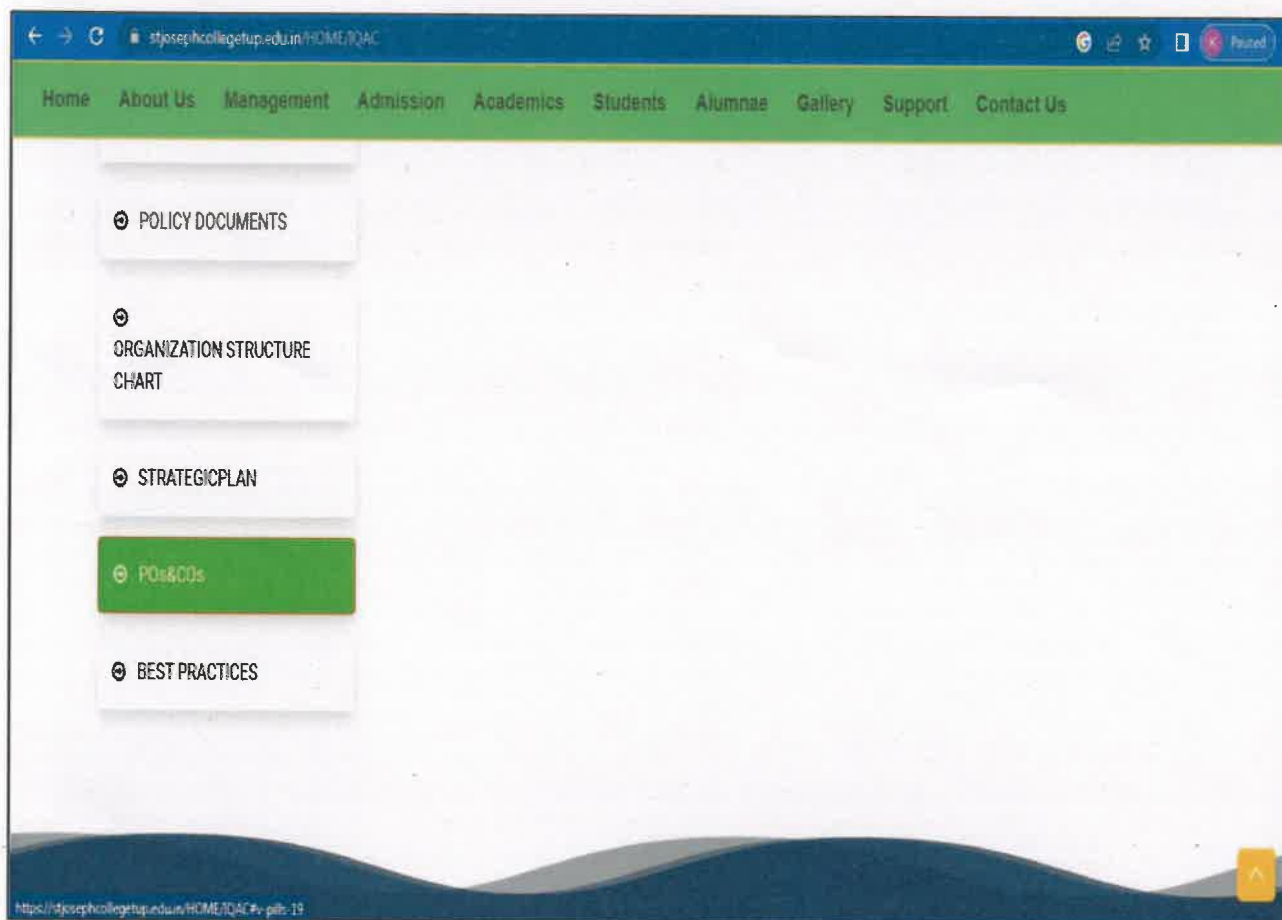 stjosephcollegetup.edu.in/HOME/IQAC
Paused
Home About Us Management Admission Academics Students Alumnae Gallery Support Contact Us
POLICY DOCUMENTS
ORGANIZATION STRUCTURE
CHART
STRATEGICPLAN
POs&COs
BEST PRACTICES
https://stjosephcollegetup.edu.in/HOME/IQAC#v-pills-19